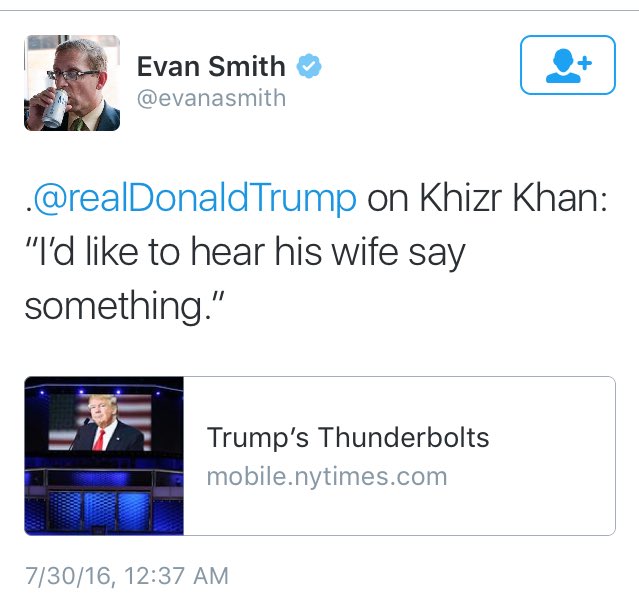 Evan Smith
@evanasmith
.@realDonaldTrump on Khizr Khan:
"I'd like to hear his wife say
something."
Trump's Thunderbolts
mobile.nytimes.com
7/30/16, 12:37 AM